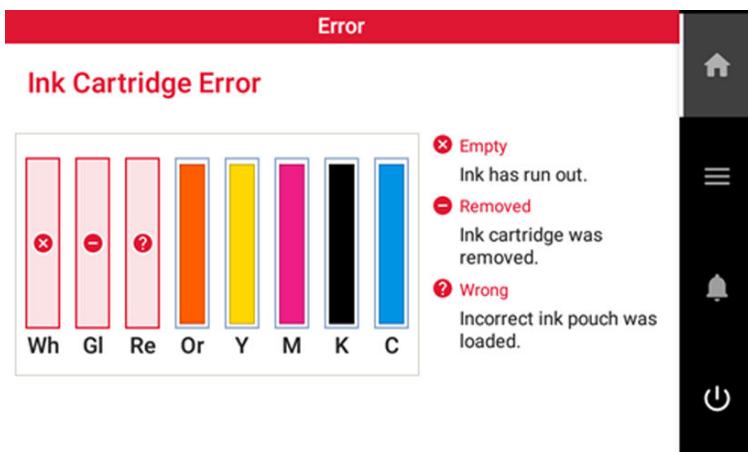 Error
Ink Cartridge Error
Empty
Ink has run out.
Removed
Ink cartridge was
removed.
Wrong
Incorrect ink pouch was
loaded.
Wh Gl Re Or Y M K C